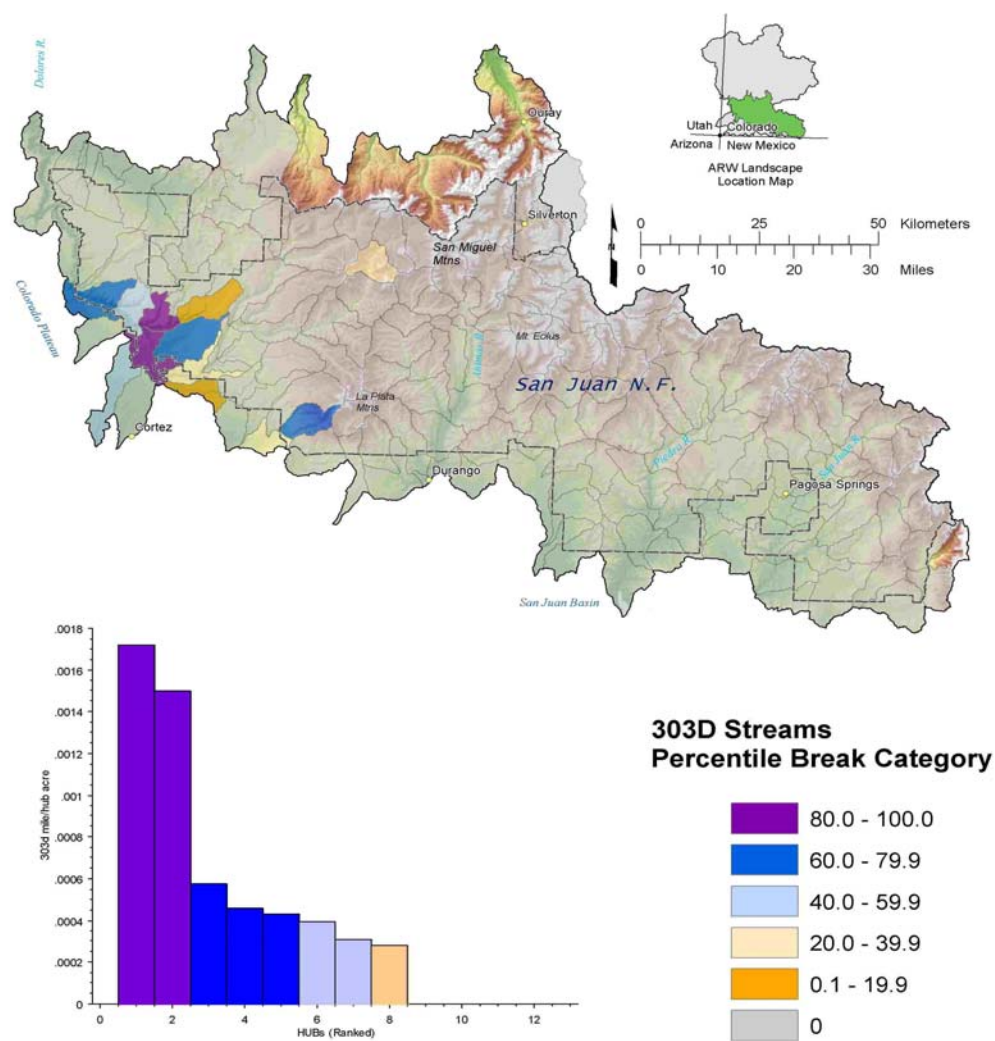 Dolores R.
Ouray
Utah
Colorado
Arizona
New Mexico
ARW Landscape
Location Map
Silverton
San Miguel
Mtns
N
0 25 50 Kilometers
0 10 20 30 Miles
Colorado Plateau
Mt. Eolus
Animas R.
San Juan N.F.
La Plata
Mtns
Cortez
Durango
Piedra R.
San Juan R.
Pagosa Springs
San Juan Basin
.0018
.0016
.0014
.0012
.001
.0008
.0006
.0004
.0002
0
303d mile/hub acre
0 2 4 6 8 10 12
HUBs (Ranked)
303D Streams
Percentile Break Category
80.0 - 100.0
60.0 - 79.9
40.0 - 59.9
20.0 - 39.9
0.1 - 19.9
0